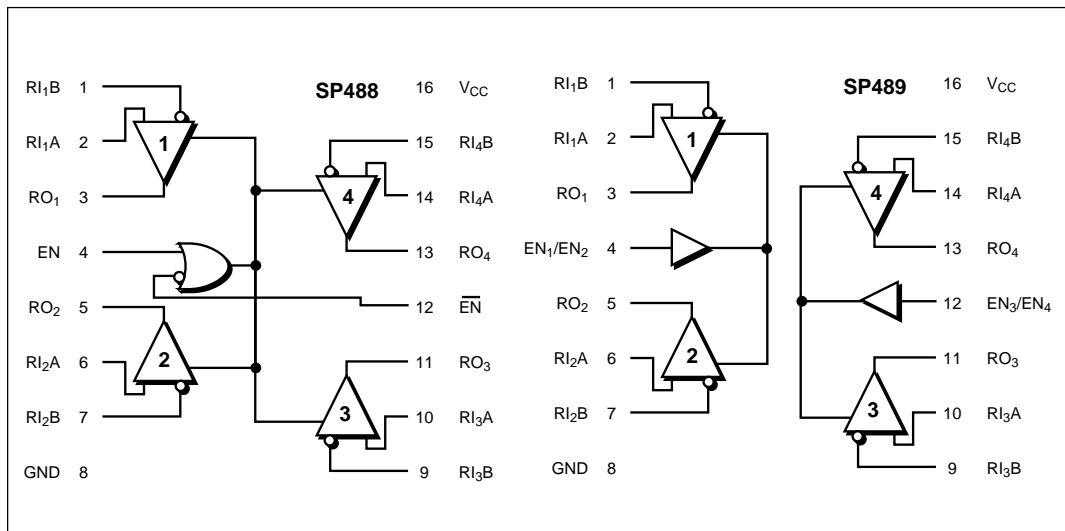 SP488
RI₁B 1
RI₁A 2
RO₁ 3
EN 4
RO₂ 5
RI₂A 6
RI₂B 7
GND 8
16 V_CC
15 RI₄B
14 RI₄A
13 RO₄
12 E̅N̅
11 RO₃
10 RI₃A
9 RI₃B
1
2
3
4
SP489
RI₁B 1
RI₁A 2
RO₁ 3
EN₁/EN₂ 4
RO₂ 5
RI₂A 6
RI₂B 7
GND 8
16 V_CC
15 RI₄B
14 RI₄A
13 RO₄
12 EN₃/EN₄
11 RO₃
10 RI₃A
9 RI₃B
1
2
3
4